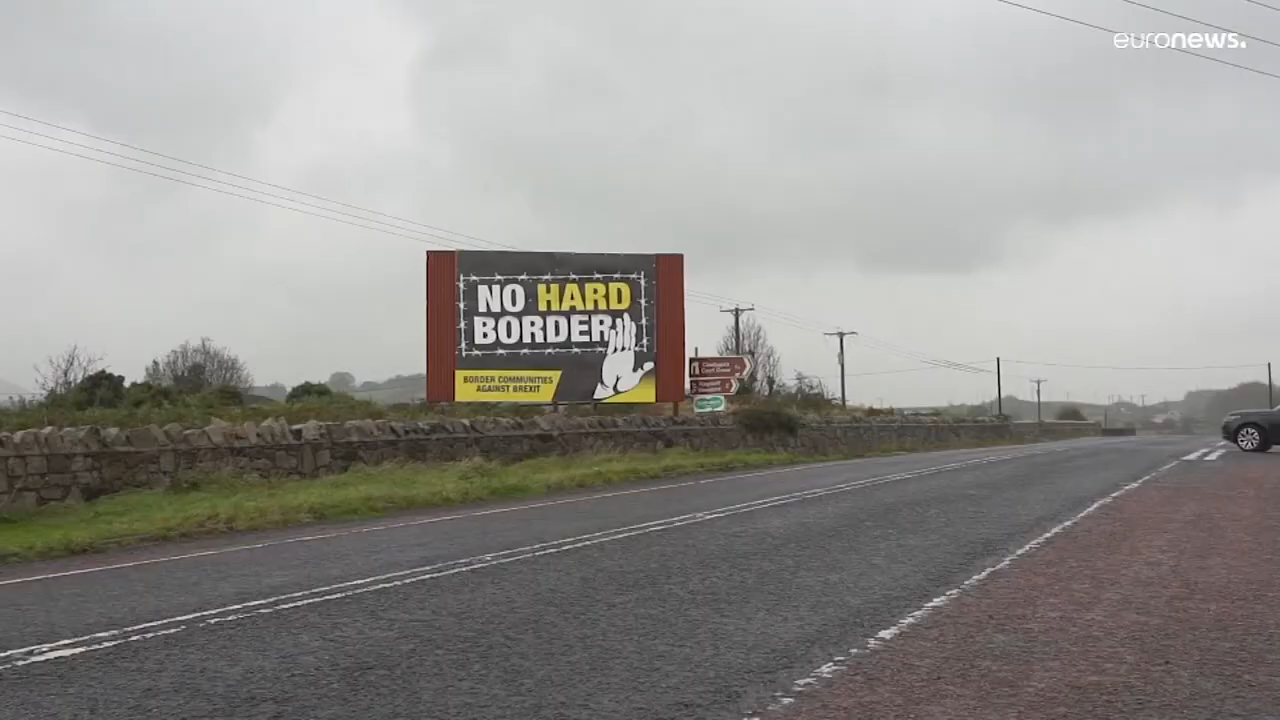 euronews.
NO HARD
BORDER
BORDER COMMUNITIES
AGAINST BREXIT